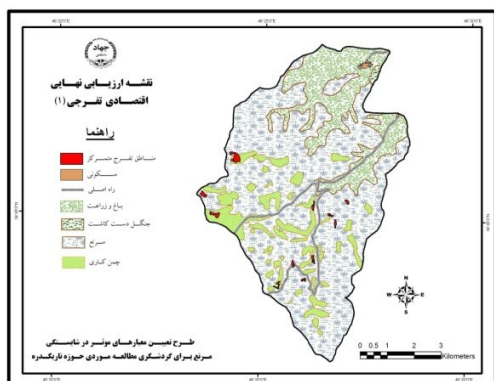 جهاد
نقشه ارزیابی نهایی
اقتصادی تفرجی (۱)
راهنما
مناطق تفرج متمرکز
مسکونی
راه اصلی
باغ و زراعت
جنگل دست کاشت
مرتع
چمن کاری
طرح تعیین معیارهای موثر در شایستگی
مرتع برای گردشگری مطالعه موردی حوزه تاریکدره
N
W E
S
0 0.5 1 2 3
Kilometers